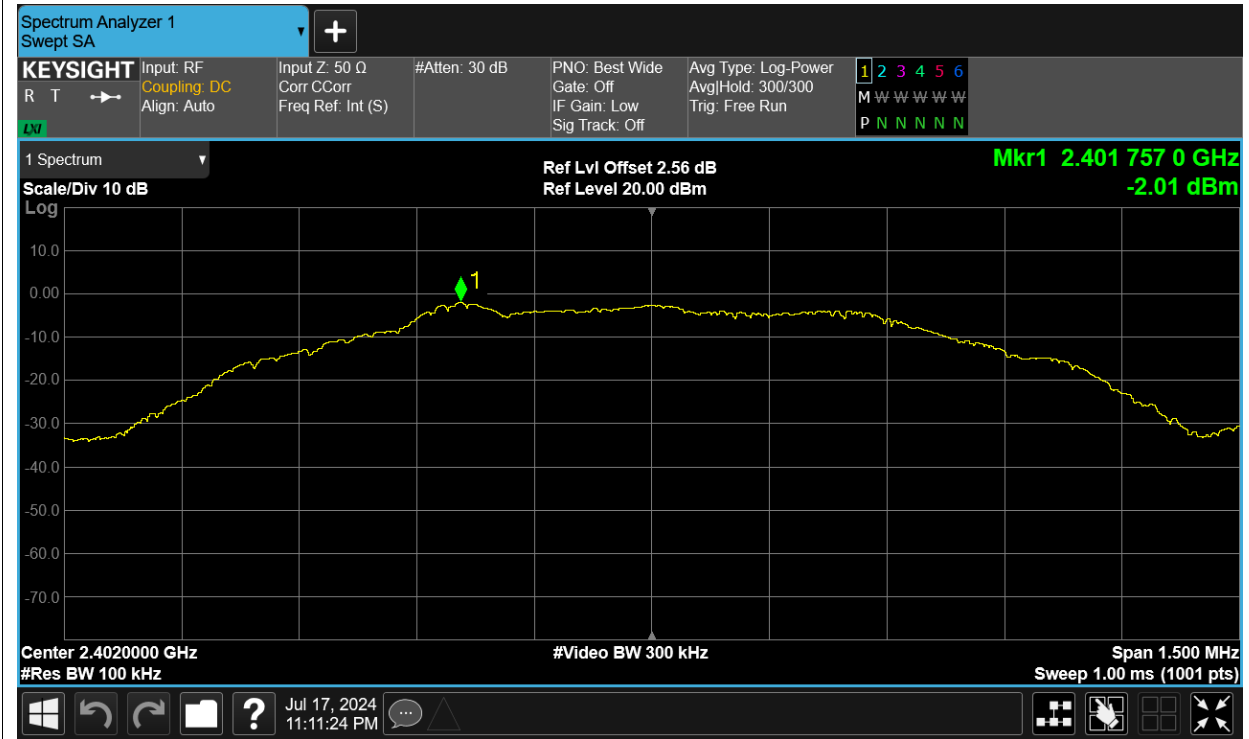 Spectrum Analyzer 1
Swept SA
+
KEYSIGHT
R T
LXI
Input: RF
Coupling: DC
Align: Auto
Input Z: 50 Ω
Corr CCorr
Freq Ref: Int (S)
#Atten: 30 dB
PNO: Best Wide
Gate: Off
IF Gain: Low
Sig Track: Off
Avg Type: Log-Power
Avg|Hold: 300/300
Trig: Free Run
1 2 3 4 5 6
M W W W W W W
P N N N N N N
1 Spectrum
Scale/Div 10 dB
Ref Lvl Offset 2.56 dB
Ref Level 20.00 dBm
Mkr1 2.401 757 0 GHz
-2.01 dBm
Log
10.0
0.00
-10.0
-20.0
-30.0
-40.0
-50.0
-60.0
-70.0
1
Center 2.4020000 GHz
#Res BW 100 kHz
#Video BW 300 kHz
Span 1.500 MHz
Sweep 1.00 ms (1001 pts)
?
Jul 17, 2024
11:11:24 PM